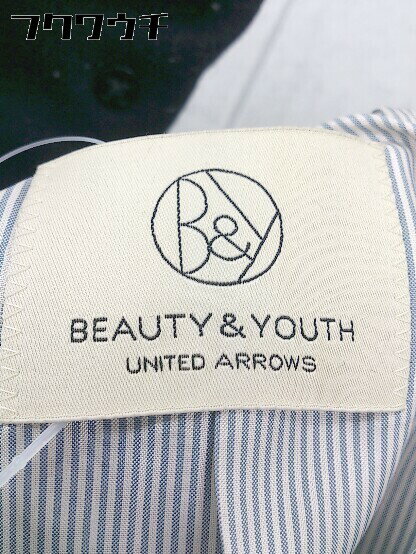 フクワウチ
B&Y
BEAUTY & YOUTH
UNITED ARROWS